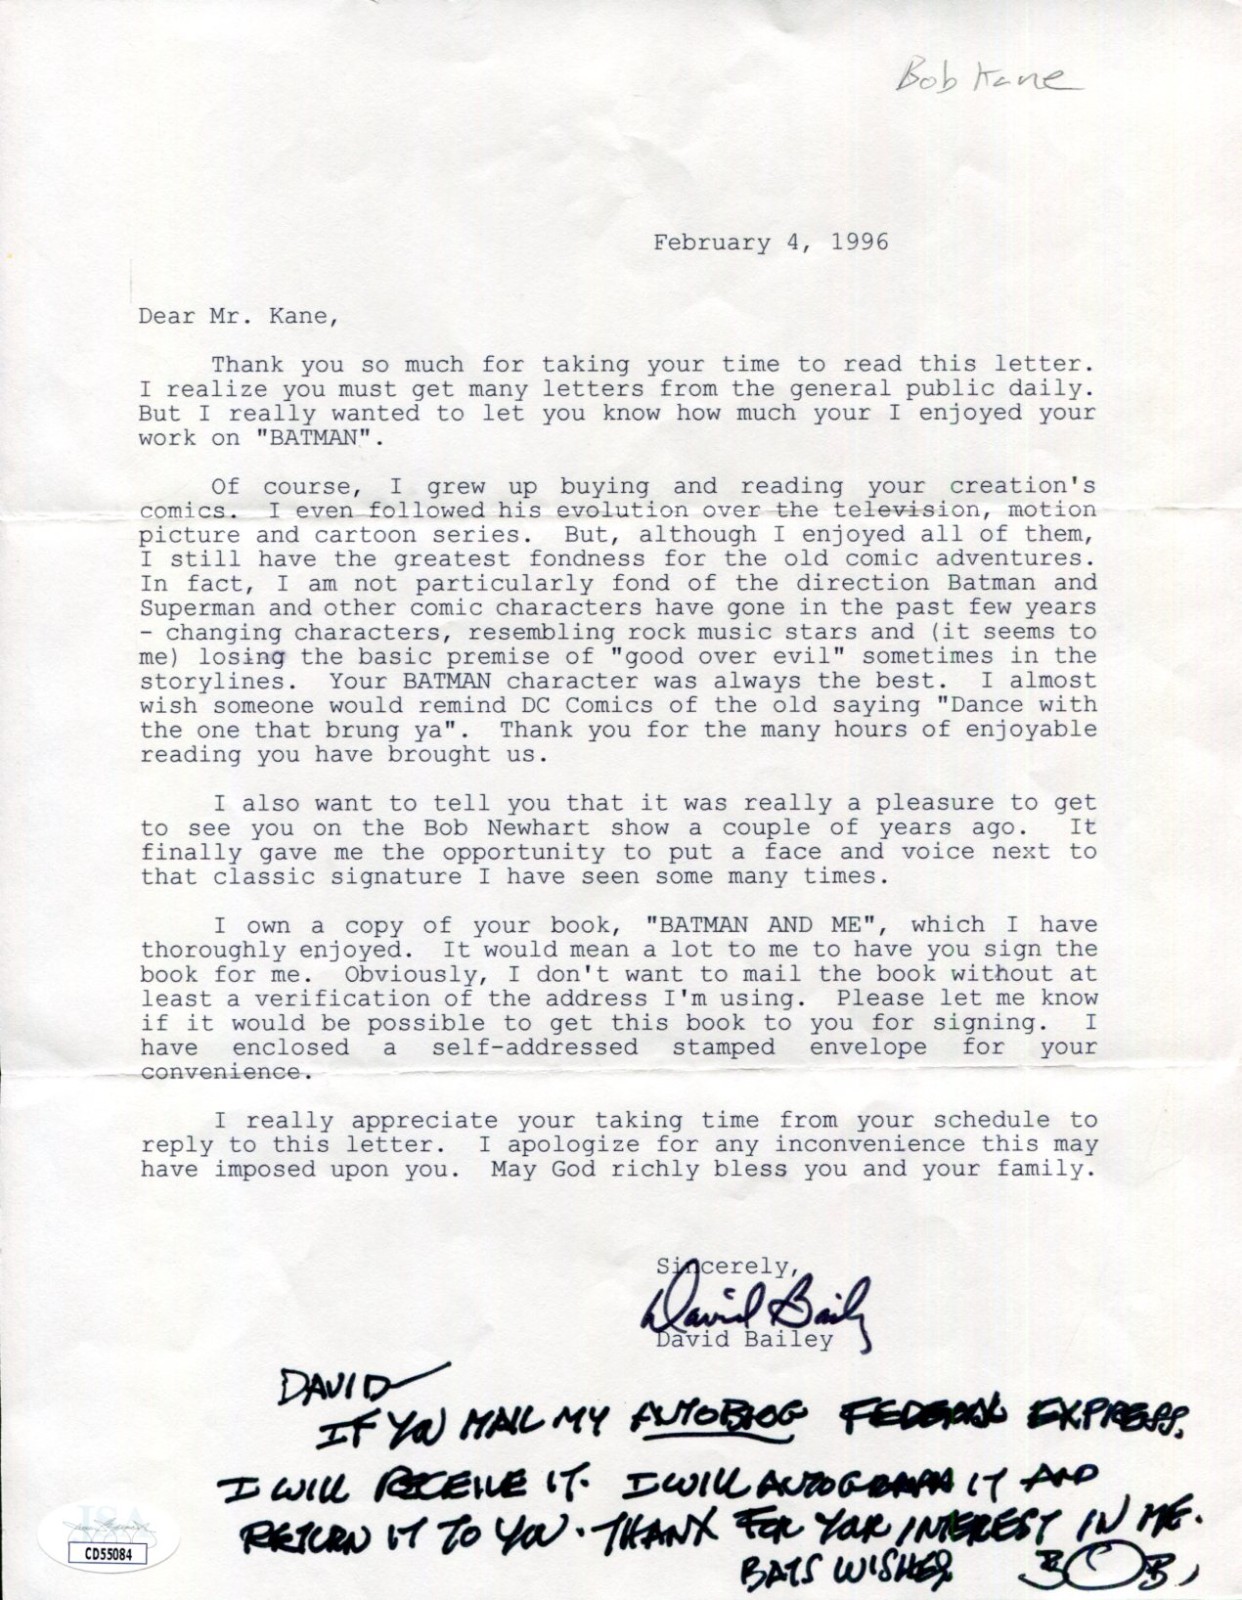 Bob Kane
February 4, 1996
Dear Mr. Kane,
Thank you so much for taking your time to read this letter.
I realize you must get many letters from the general public daily.
But I really wanted to let you know how much your I enjoyed your
work on "BATMAN".
Of course, I grew up buying and reading your creation's
comics. I even followed his evolution over the television, motion
picture and cartoon series. But, although I enjoyed all of them,
I still have the greatest fondness for the old comic adventures.
In fact, I am not particularly fond of the direction Batman and
Superman and other comic characters have gone in the past few years
- changing characters, resembling rock music stars and (it seems to
me) losing the basic premise of "good over evil" sometimes in the
storylines. Your BATMAN character was always the best. I almost
wish someone would remind DC Comics of the old saying "Dance with
the one that brung ya". Thank you for the many hours of enjoyable
reading you have brought us.
I also want to tell you that it was really a pleasure to get
to see you on the Bob Newhart show a couple of years ago. It
finally gave me the opportunity to put a face and voice next to
that classic signature I have seen some many times.
I own a copy of your book, "BATMAN AND ME", which I have
thoroughly enjoyed. It would mean a lot to me to have you sign the
book for me. Obviously, I don't want to mail the book without at
least a verification of the address I'm using. Please let me know
if it would be possible to get this book to you for signing. I
have enclosed a self-addressed stamped envelope for your
convenience.
I really appreciate your taking time from your schedule to
reply to this letter. I apologize for any inconvenience this may
have imposed upon you. May God richly bless you and your family.
Sincerely,
David Baily
David Bailey
DAVID
IF YOU MAIL MY AUTOBIOG FEDERAL EXPRESS.
I WILL RECEIVE IT. I WILL AUTOGRAPH IT AND
RETURN IT TO YOU. THANX FOR YOUR INTEREST IN ME.
BATS WISHES, BOB,
JSA
CD55084